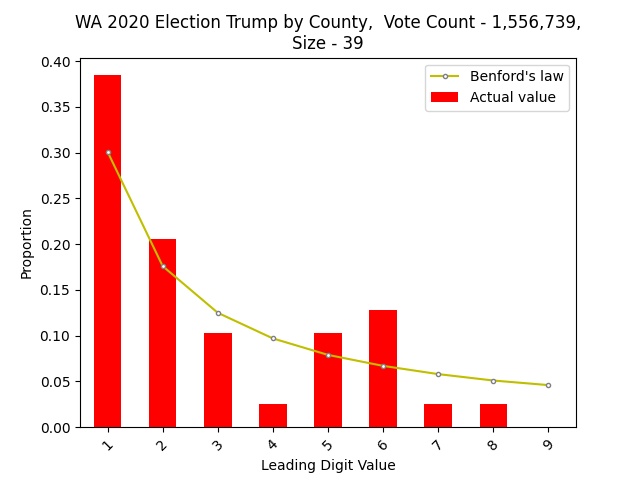 WA 2020 Election Trump by County,  Vote Count - 1,556,739,
Size - 39
Benford's law
Actual value
0.40
0.35
0.30
0.25
0.20
0.15
0.10
0.05
0.00
Proportion
1 2 3 4 5 6 7 8 9
Leading Digit Value